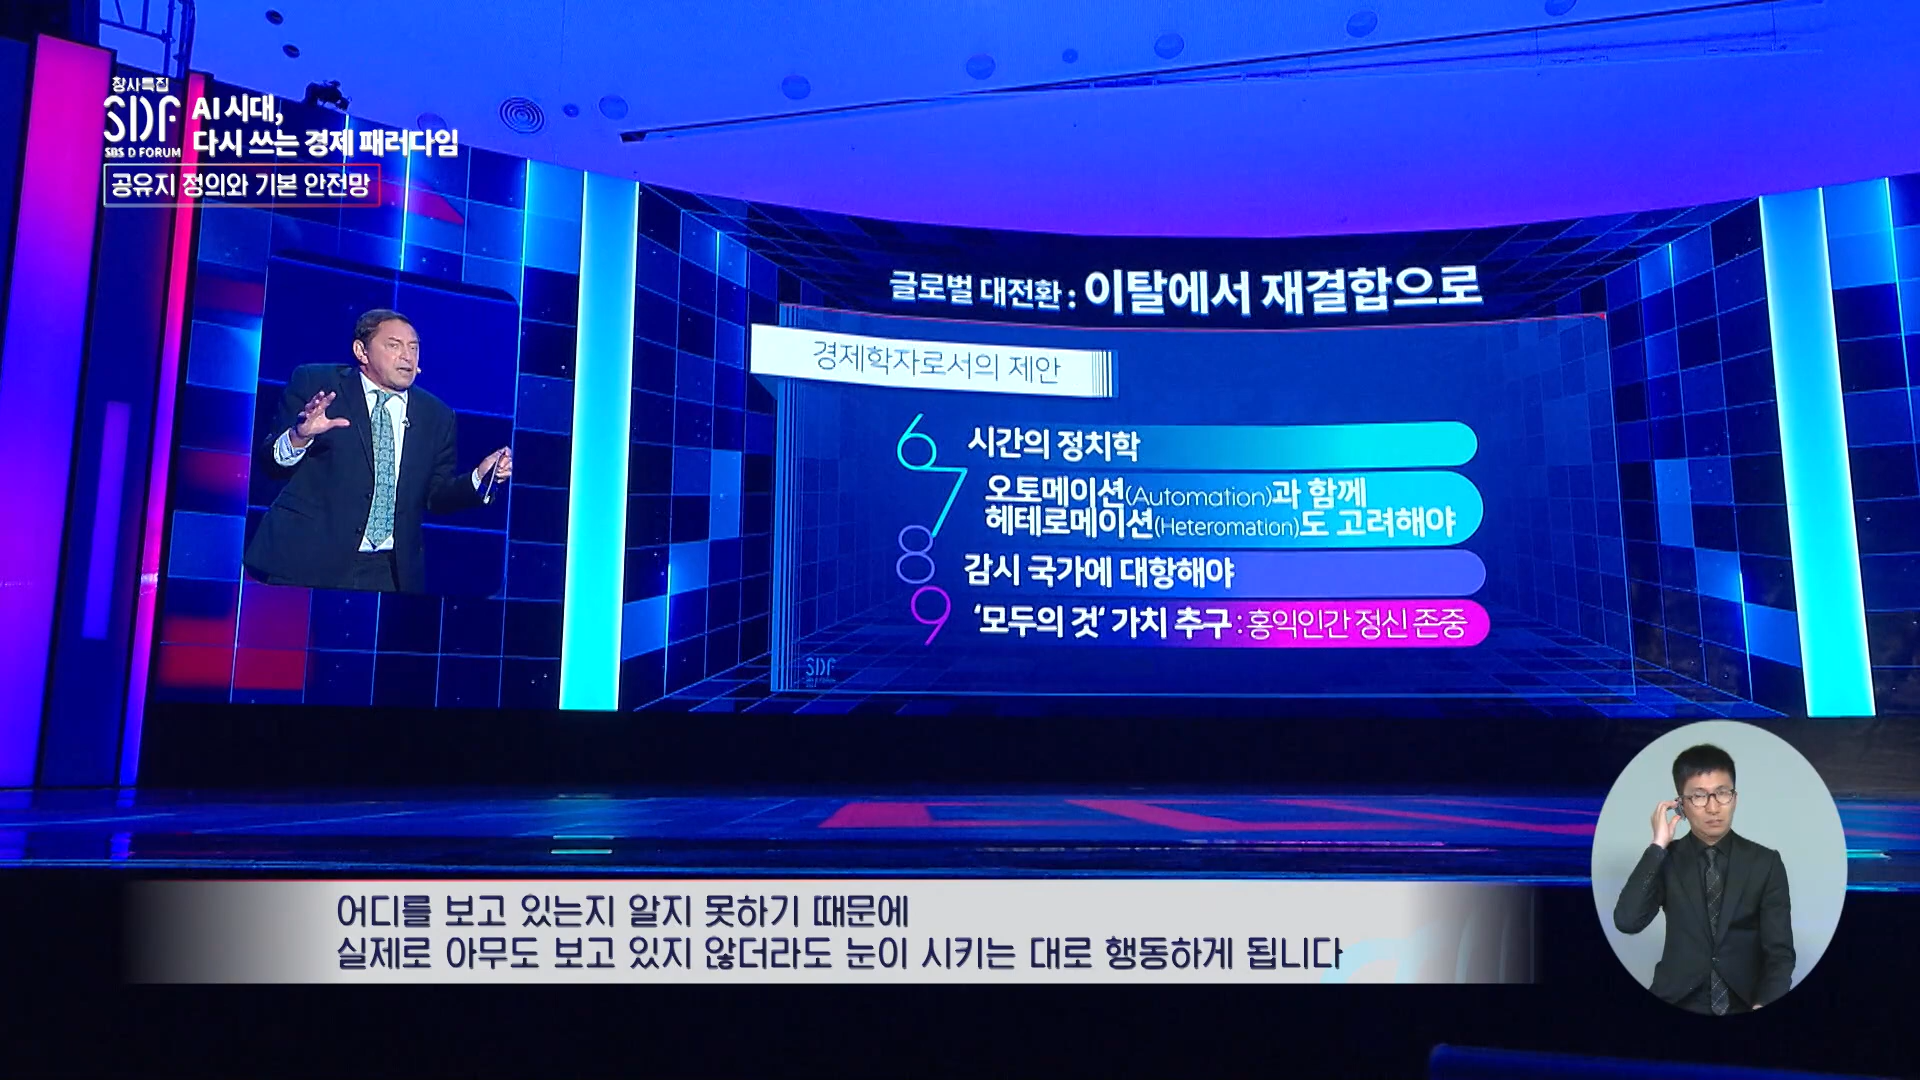 창사특집
SDF
SBS D FORUM
AI 시대,
다시 쓰는 경제 패러다임
공유지 정의와 기본 안전망
글로벌 대전환 : 이탈에서 재결합으로
경제학자로서의 제안
6 시간의 정치학
7 오토메이션(Automation)과 함께
헤테로메이션(Heteromation)도 고려해야
8 감시 국가에 대항해야
9 ‘모두의 것‘ 가치 추구 : 홍익인간 정신 존중
SDF
어디를 보고 있는지 알지 못하기 때문에
실제로 아무도 보고 있지 않더라도 눈이 시키는 대로 행동하게 됩니다